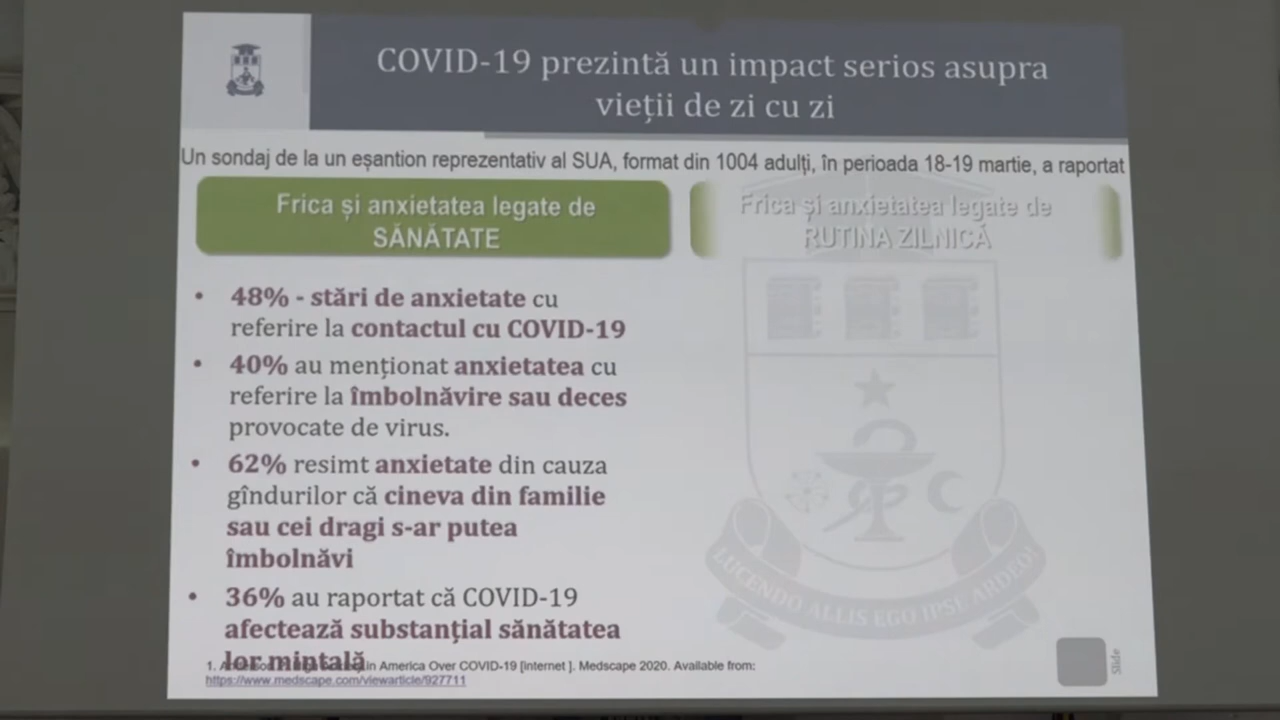 COVID-19 prezintă un impact serios asupra
vieții de zi cu zi
Un sondaj de la un eșantion reprezentativ al SUA, format din 1004 adulți, în perioada 18-19 martie, a raportat
Frica și anxietatea legate de
SĂNĂTATE
Frica și anxietatea legate de
RUTINA ZILNICĂ
• 48% - stări de anxietate cu
referire la contactul cu COVID-19
• 40% au menționat anxietatea cu
referire la îmbolnăvire sau deces
provocate de virus.
• 62% resimt anxietate din cauza
gîndurilor că cineva din familie
sau cei dragi s-ar putea
îmbolnăvi
• 36% au raportat că COVID-19
afectează substanțial sănătatea
lor mintală
1. in America Over COVID-19 [internet ]. Medscape 2020. Available from:
https://www.medscape.com/viewarticle/927711
LUCENDO ALLIS EGO IPSE ARDEO!
Slide